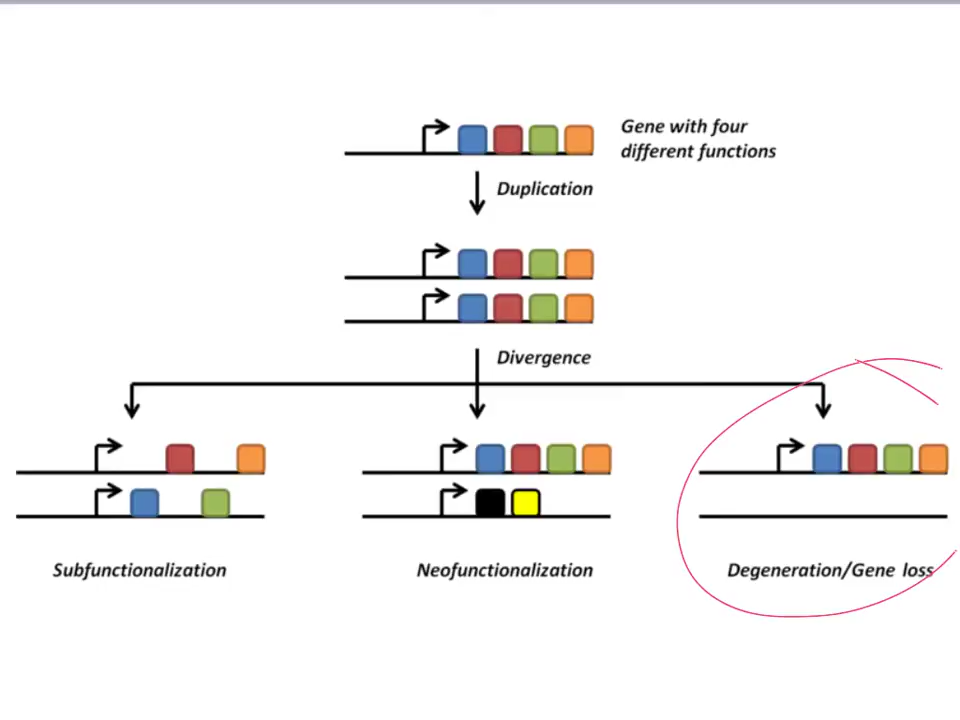 Gene with four
different functions
Duplication
Divergence
Subfunctionalization
Neofunctionalization
Degeneration/Gene loss